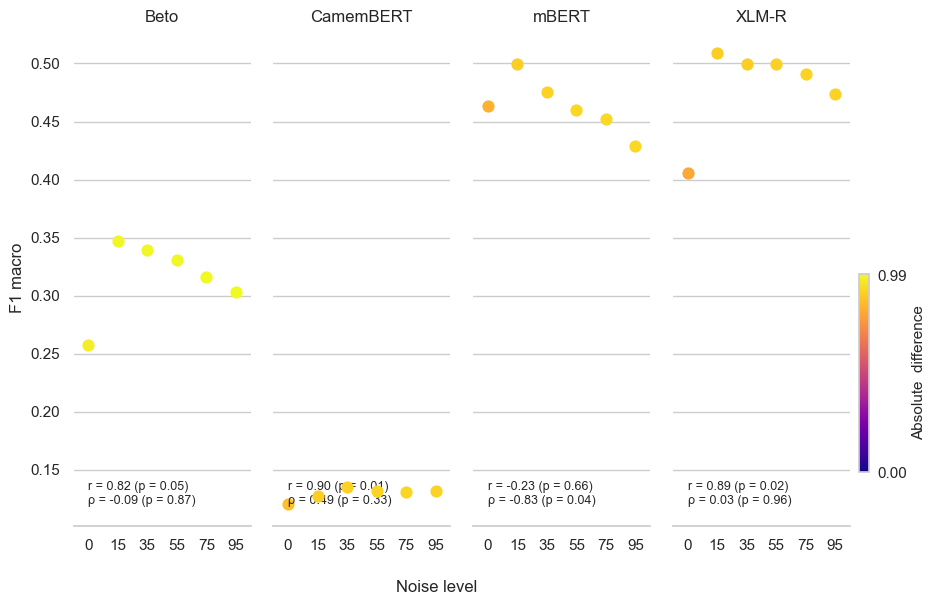 Beto
CamemBERT
mBERT
XLM-R
0.50
0.45
0.40
0.35
0.30
0.25
0.20
0.15
F1 macro
r = 0.82 (p = 0.05)
ρ = -0.09 (p = 0.87)
r = 0.90 (p = 0.01)
ρ = 0.49 (p = 0.33)
r = -0.23 (p = 0.66)
ρ = -0.83 (p = 0.04)
r = 0.89 (p = 0.02)
ρ = 0.03 (p = 0.96)
0 15 35 55 75 95
0 15 35 55 75 95
0 15 35 55 75 95
0 15 35 55 75 95
Noise level
0.99
0.00
Absolute difference